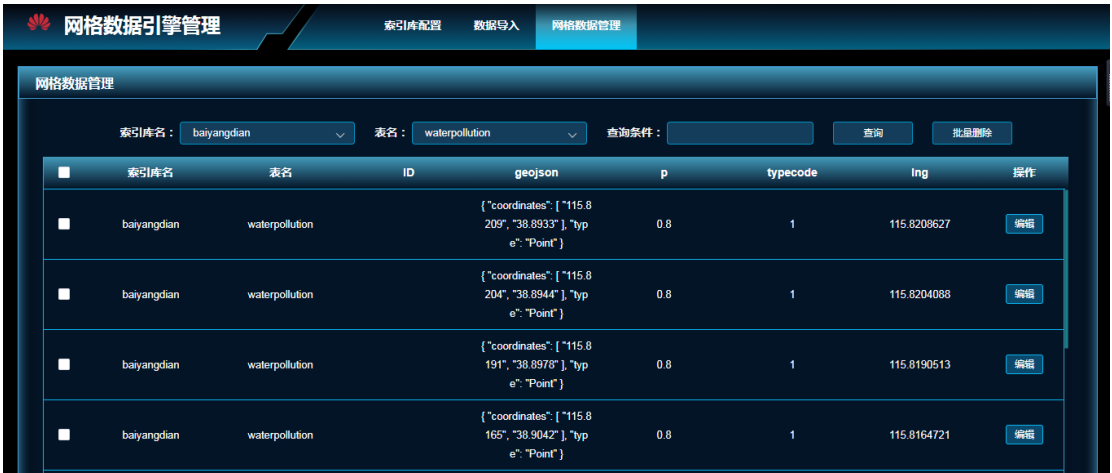 网格数据引擎管理 索引库配置 数据导入 网格数据管理
网格数据管理
索引库名： baiyangdian 表名： waterpollution 查询条件： 查询 批量删除
索引库名 表名 ID geojson p typecode lng 操作
{ "coordinates": [ "115.8
baiyangdian waterpollution 209", "38.8933" ], "typ 0.8 1 115.8208627 编辑
e": "Point" }
{ "coordinates": [ "115.8
baiyangdian waterpollution 204", "38.8944" ], "typ 0.8 1 115.8204088 编辑
e": "Point" }
{ "coordinates": [ "115.8
baiyangdian waterpollution 191", "38.8978" ], "typ 0.8 1 115.8190513 编辑
e": "Point" }
{ "coordinates": [ "115.8
baiyangdian waterpollution 165", "38.9042" ], "typ 0.8 1 115.8164721 编辑
e": "Point" }